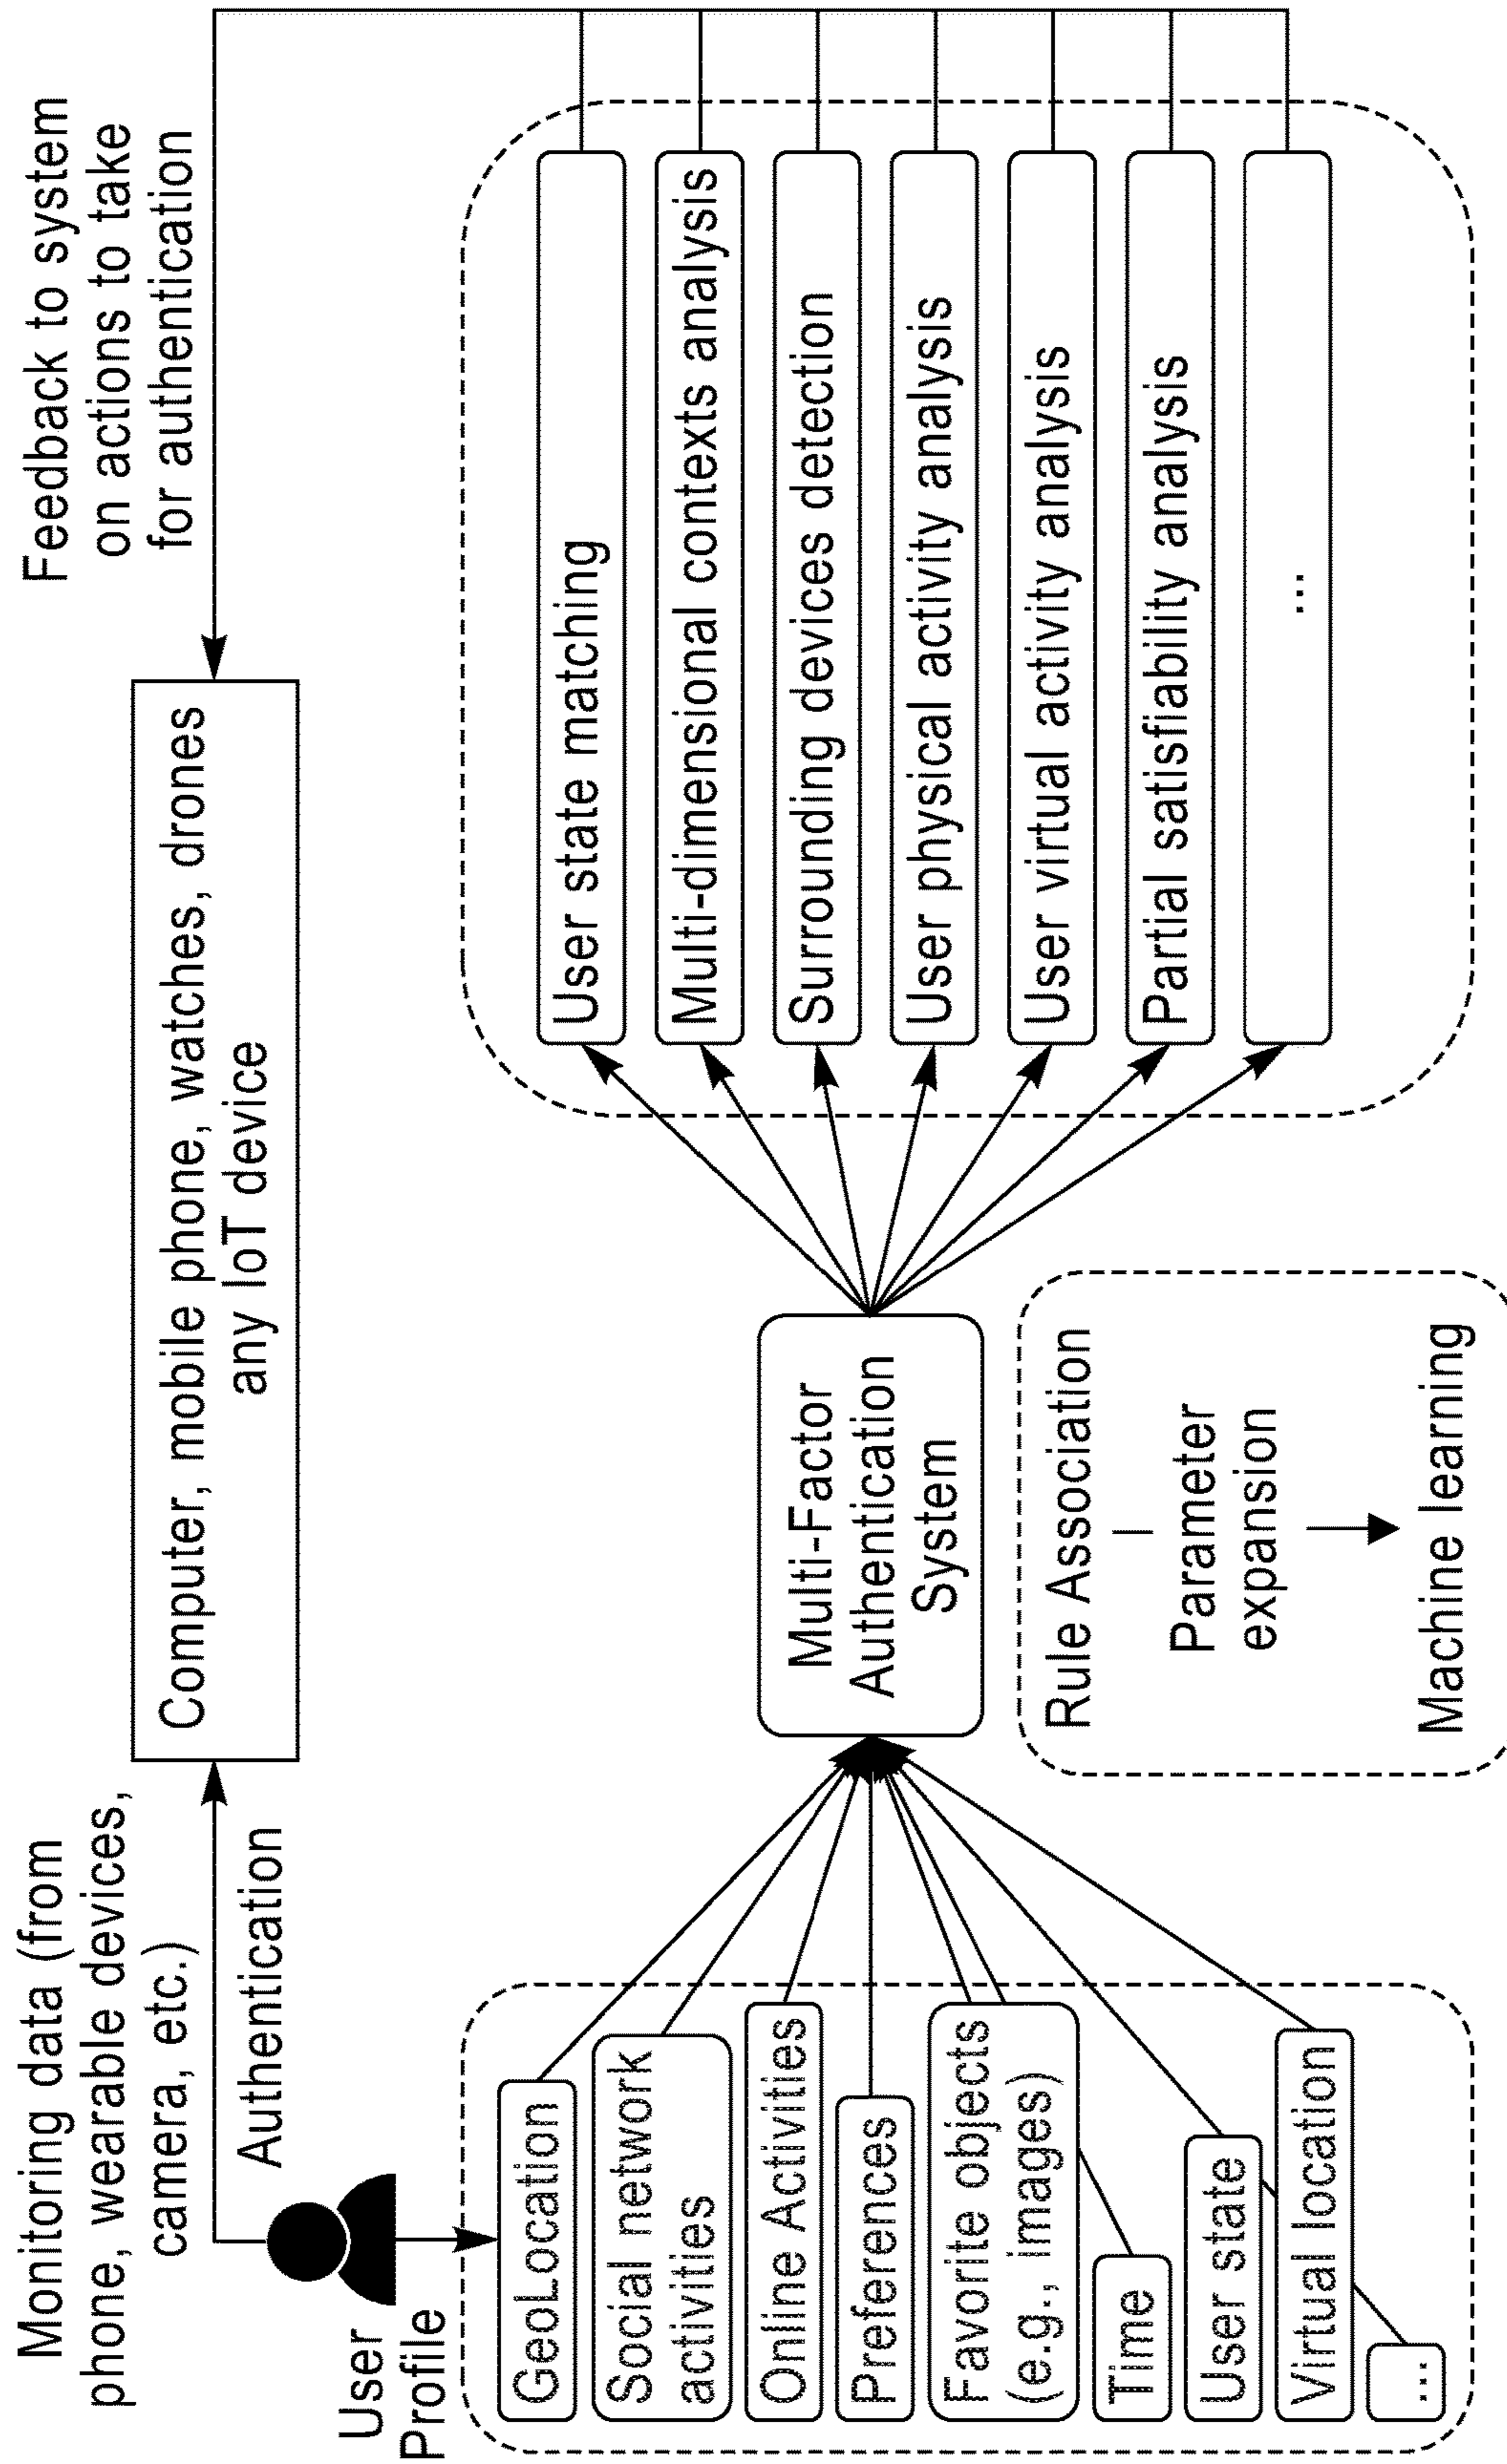 Monitoring data (from
phone, wearable devices,
camera, etc.)
Authentication
Computer, mobile phone, watches, drones
any IoT device
Feedback to system
on actions to take
for authentication
User
Profile
GeoLocation
Social network
activities
Online Activities
Preferences
Favorite objects
(e.g., images)
Time
User state
Virtual location
...
Multi-Factor
Authentication
System
Rule Association
Parameter
expansion
Machine learning
User state matching
Multi-dimensional contexts analysis
Surrounding devices detection
User physical activity analysis
User virtual activity analysis
Partial satisfiability analysis
...